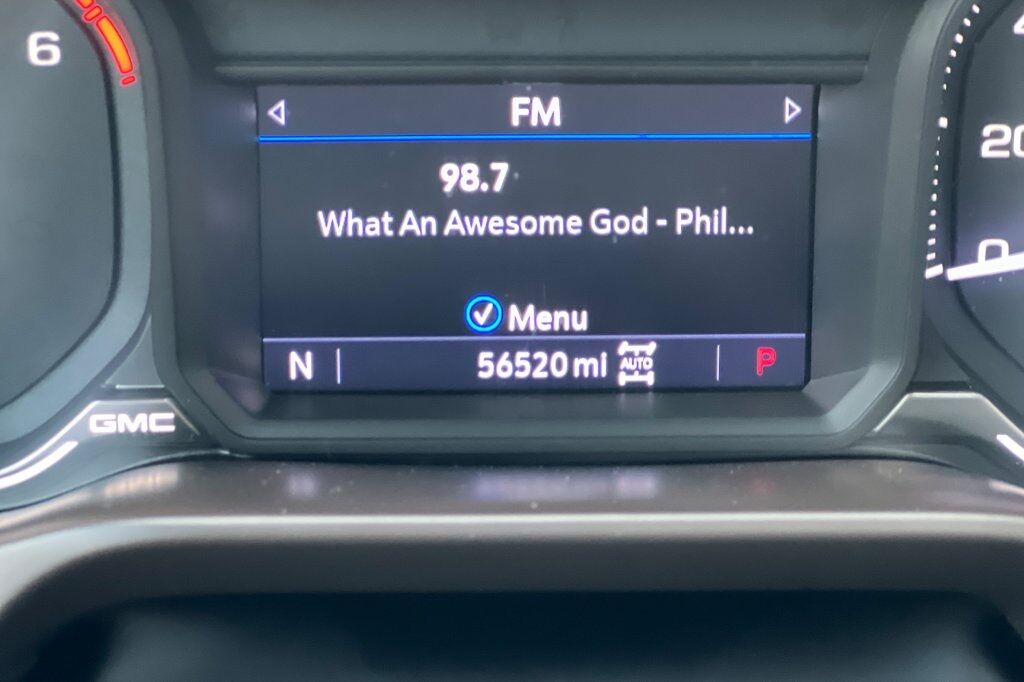 6
FM
98.7
What An Awesome God - Phil...
Menu
N 56520 mi AUTO P
GMC
20
0